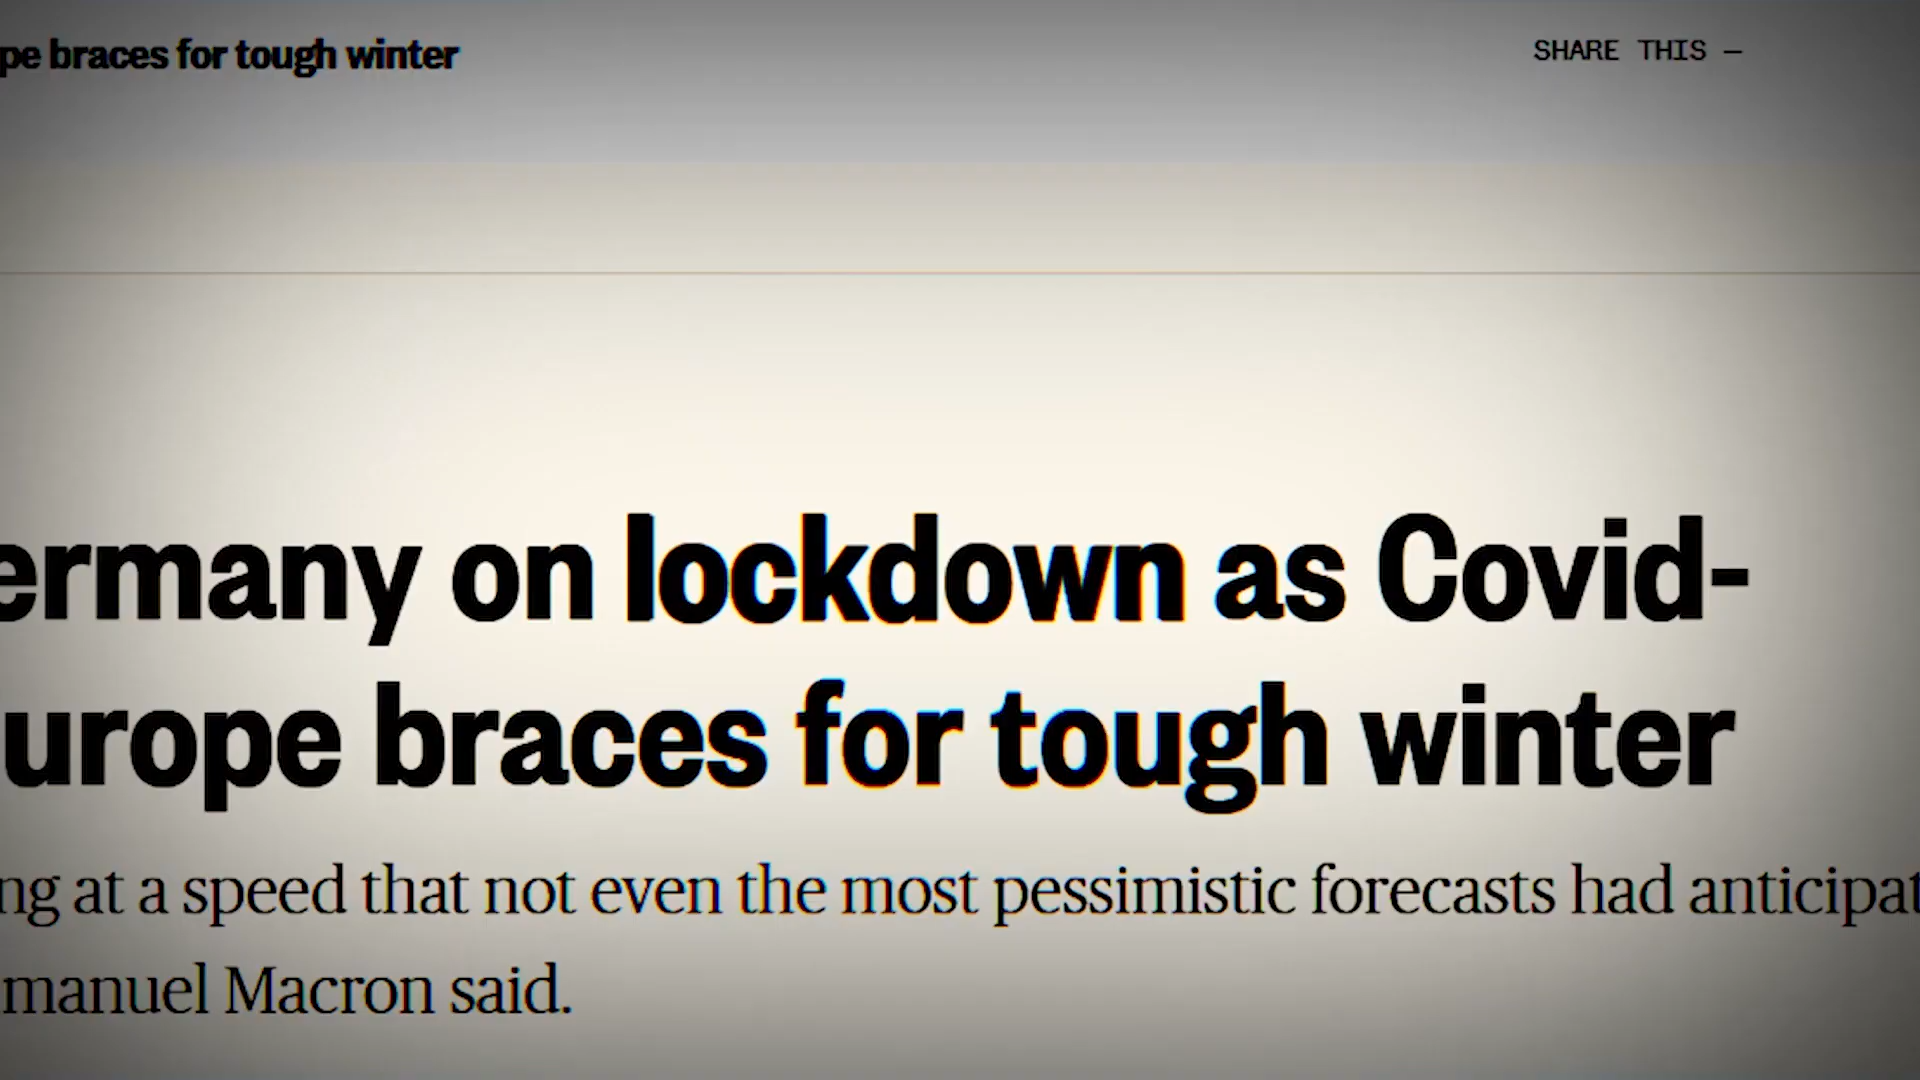 pe braces for tough winter
SHARE THIS —
ermany on lockdown as Covid-
urope braces for tough winter
ng at a speed that not even the most pessimistic forecasts had anticipat
manuel Macron said.